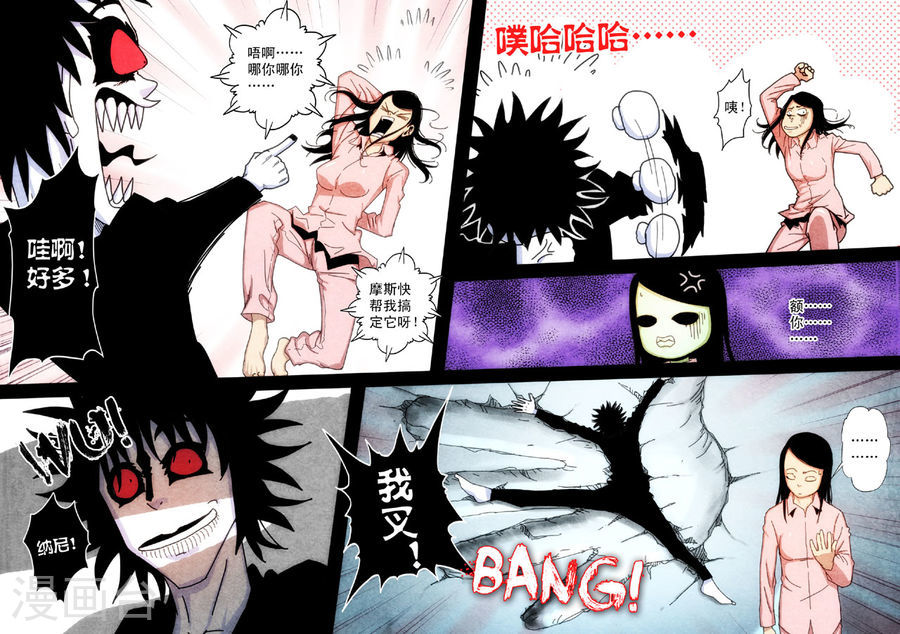 唔啊……
哪你哪你
……
哇啊!
好多!
摩斯快
帮我搞
定它呀!
噗哈哈哈……
咦!
额……
你……
……
WU!
纳尼!
我叉!
BANG!
……
……
漫画台